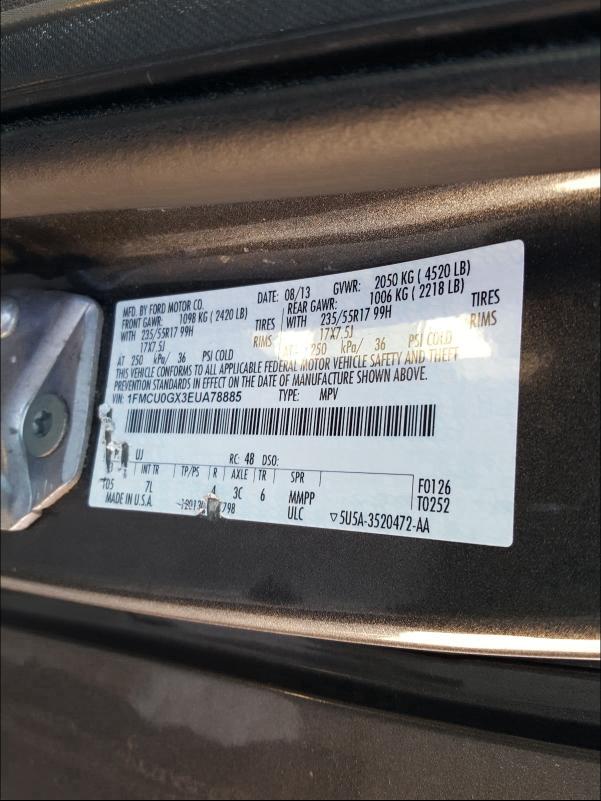 MFD. BY FORD MOTOR CO. DATE: 08/13 GVWR: 2050 KG (4520 LB)
FRONT GAWR: 1098 KG (2420 LB) REAR GAWR: 1006 KG (2218 LB)
WITH 235/55R17 99H TIRES WITH 235/55R17 99H TIRES
17X7.5J RIMS 17X7.5J RIMS
AT 250 kPa/ 36 PSI COLD AT 250 kPa/ 36 PSI COLD
THIS VEHICLE CONFORMS TO ALL APPLICABLE FEDERAL MOTOR VEHICLE SAFETY AND THEFT
PREVENTION STANDARDS IN EFFECT ON THE DATE OF MANUFACTURE SHOWN ABOVE.
VIN: 1FMCU0GX3EUA78885 TYPE: MPV
UJ RC: 48 DSO:
INT TR TP/PS R AXLE TR SPR F0126
7L 4 3C 6 MMPP T0252
MADE IN U.S.A. ULC ▽5U5A-3520472-AA